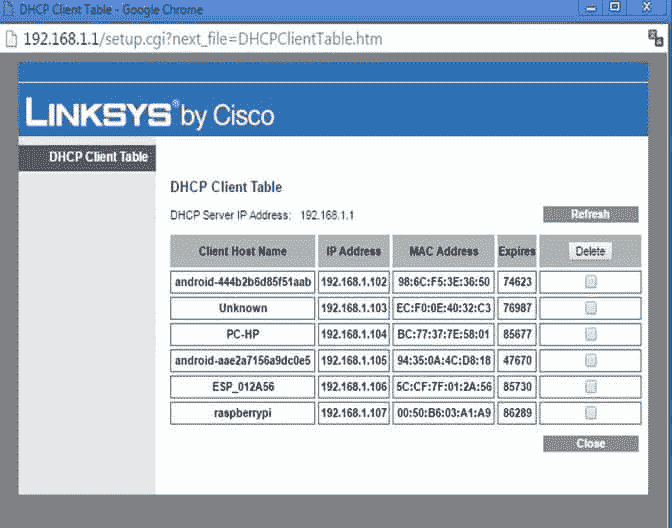 DHCP Client Table - Google Chrome
192.168.1.1/setup.cgi?next_file=DHCPClientTable.htm
LINKSYS® by Cisco
DHCP Client Table
DHCP Client Table
DHCP Server IP Address: 192.168.1.1 Refresh
Client Host Name IP Address MAC Address Expires Delete
android-444b2b6d85f51aab 192.168.1.102 98:6C:F5:3E:36:50 74623
Unknown 192.168.1.103 EC:F0:0E:40:32:C3 76987
PC-HP 192.168.1.104 BC:77:37:7E:58:01 85677
android-aae2a7156a9dc0e5 192.168.1.105 94:35:0A:4C:D8:18 47670
ESP_012A56 192.168.1.106 5C:CF:7F:01:2A:56 85730
raspberrypi 192.168.1.107 00:50:B6:03:A1:A9 86289
Close